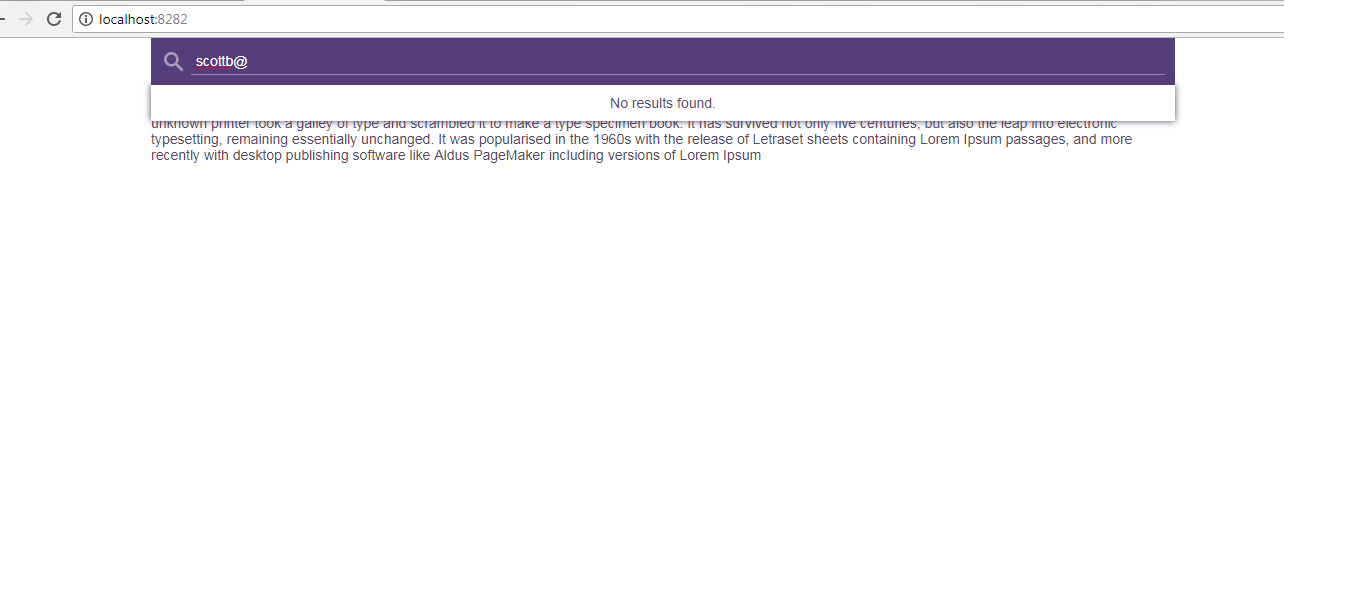 localhost:8282
scottb@
No results found.
unknown printer took a galley of type and scrambled it to make a type specimen book. It has survived not only five centuries, but also the leap into electronic
typesetting, remaining essentially unchanged. It was popularised in the 1960s with the release of Letraset sheets containing Lorem Ipsum passages, and more
recently with desktop publishing software like Aldus PageMaker including versions of Lorem Ipsum